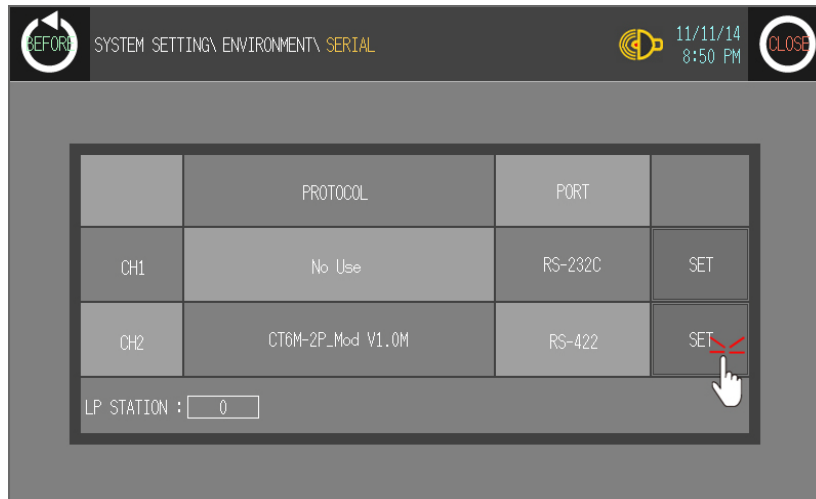 BEFORE
SYSTEM SETTING\ ENVIRONMENT\ SERIAL
11/11/14
8:50 PM
CLOSE
PROTOCOL PORT
CH1 No Use RS-232C SET
CH2 CT6M-2P_Mod V1.0M RS-422 SET
LP STATION : 0